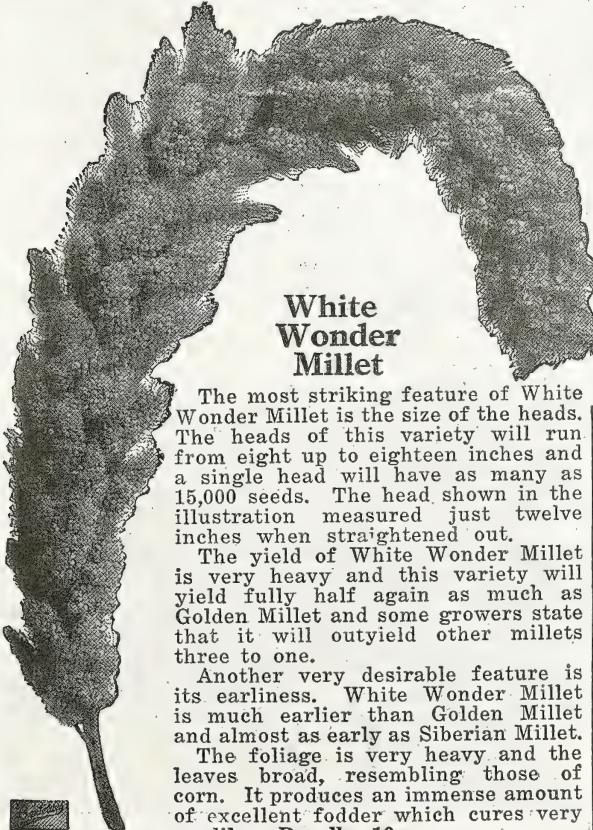 White
Wonder
Millet
The most striking feature of White
Wonder Millet is the size of the heads.
The heads of this variety will run
from eight up to eighteen inches and
a single head will have as many as
15,000 seeds. The head shown in the
illustration measured just twelve
inches when straightened out.
The yield of White Wonder Millet
is very heavy and this variety will
yield fully half again as much as
Golden Millet and some growers state
that it will outyield other millets
three to one.
Another very desirable feature is
its earliness. White Wonder Millet
is much earlier than Golden Millet
and almost as early as Siberian Millet.
The foliage is very heavy and the
leaves broad, resembling those of
corn. It produces an immense amount
of excellent fodder which cures very